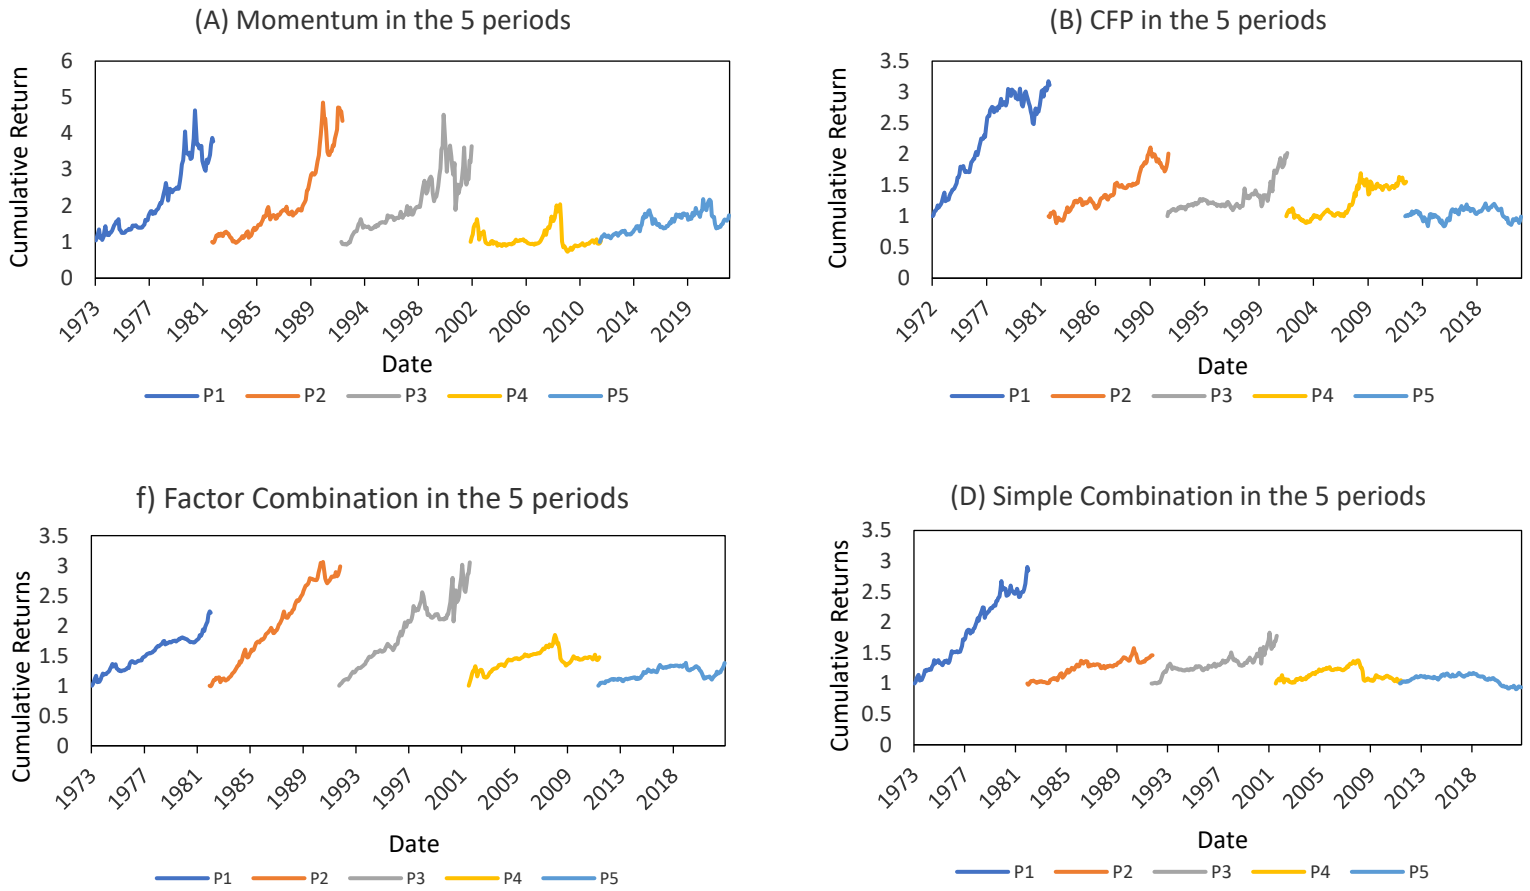 (A) Momentum in the 5 periods
Cumulative Return
6
5
4
3
2
1
0
1973 1977 1981 1985 1989 1994 1998 2002 2006 2010 2014 2019
Date
P1 P2 P3 P4 P5
(B) CFP in the 5 periods
Cumulative Return
3.5
3
2.5
2
1.5
1
0.5
0
1972 1977 1981 1986 1990 1995 1999 2004 2009 2013 2018
Date
P1 P2 P3 P4 P5
f) Factor Combination in the 5 periods
Cumulative Returns
3.5
3
2.5
2
1.5
1
0.5
0
1973 1977 1981 1985 1989 1993 1997 2001 2005 2009 2013 2018
Date
P1 P2 P3 P4 P5
(D) Simple Combination in the 5 periods
Cumulative Returns
3.5
3
2.5
2
1.5
1
0.5
0
1973 1977 1981 1985 1989 1993 1997 2001 2005 2009 2013 2018
Date
P1 P2 P3 P4 P5